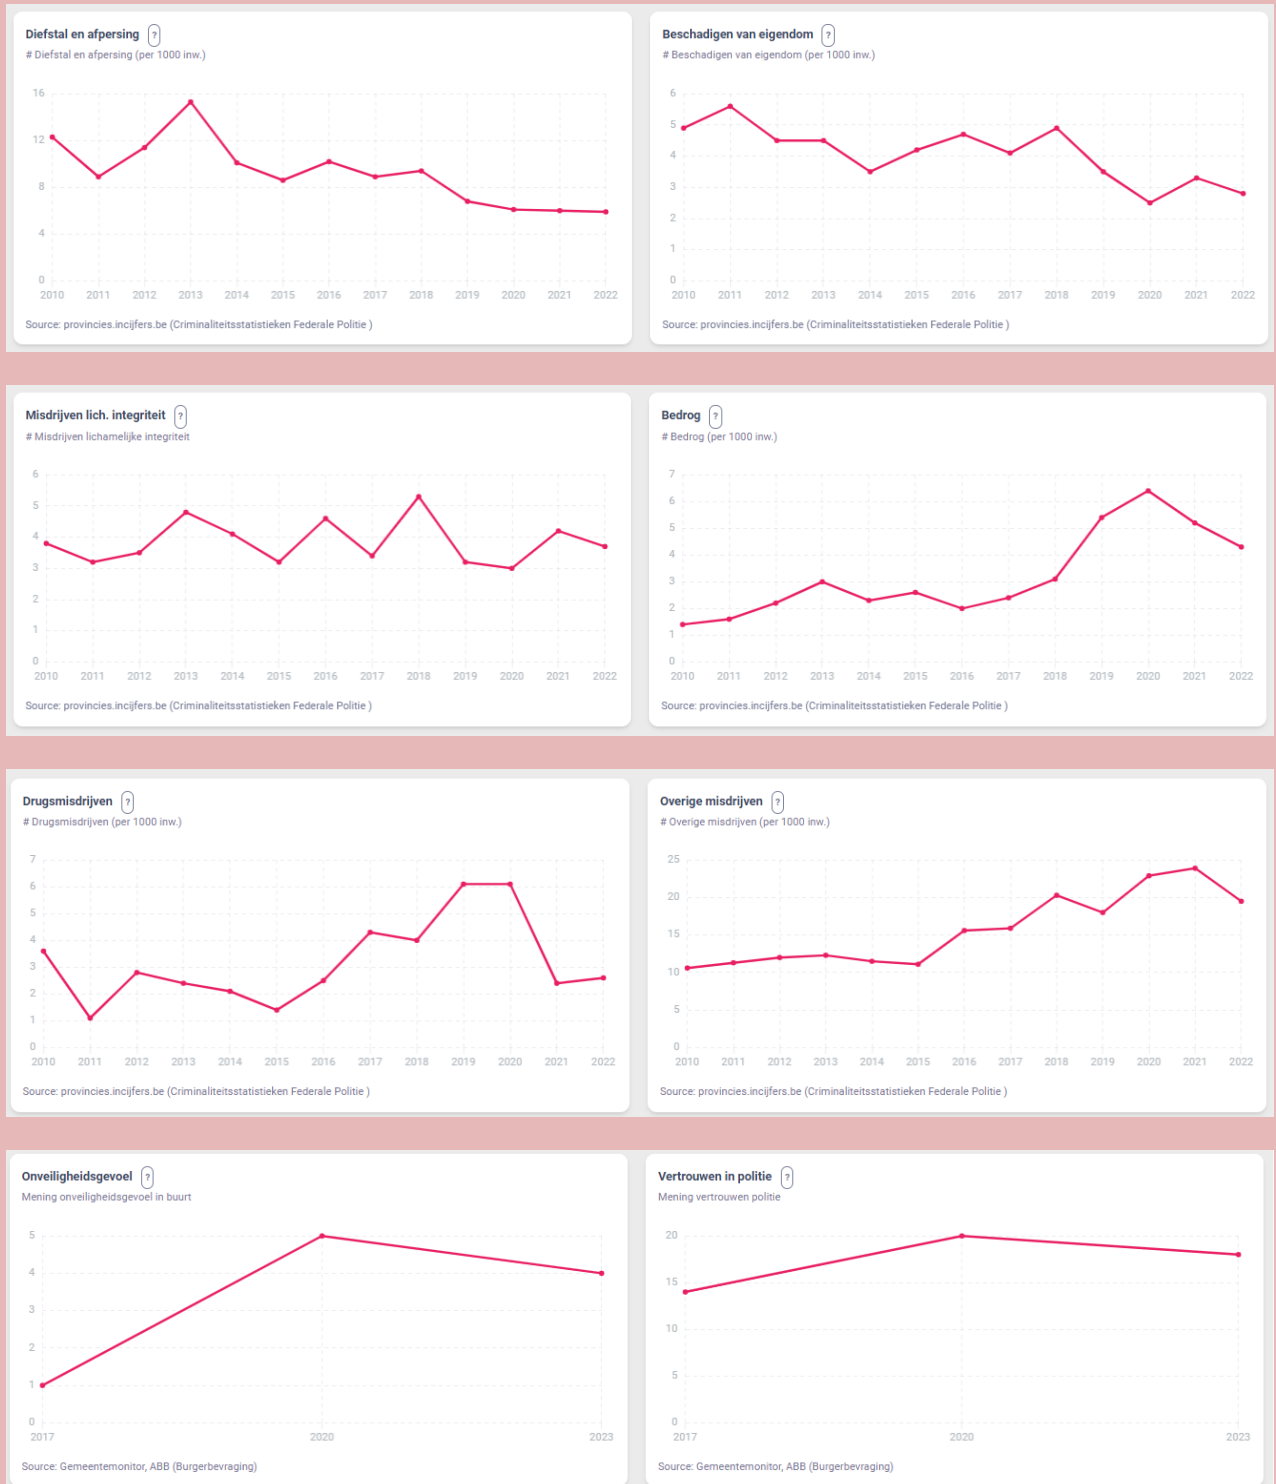 Diefstal en afpersing ?
# Diefstal en afpersing (per 1000 inw.)
16
12
8
4
0
2010 2011 2012 2013 2014 2015 2016 2017 2018 2019 2020 2021 2022
Source: provincies.incijfers.be (Criminaliteitsstatistieken Federale Politie )
Beschadigen van eigendom ?
# Beschadigen van eigendom (per 1000 inw.)
6
5
4
3
2
1
0
2010 2011 2012 2013 2014 2015 2016 2017 2018 2019 2020 2021 2022
Source: provincies.incijfers.be (Criminaliteitsstatistieken Federale Politie )
Misdrijven lich. integriteit ?
# Misdrijven lichamelijke integriteit
6
5
4
3
2
1
0
2010 2011 2012 2013 2014 2015 2016 2017 2018 2019 2020 2021 2022
Source: provincies.incijfers.be (Criminaliteitsstatistieken Federale Politie )
Bedrog ?
# Bedrog (per 1000 inw.)
7
6
5
4
3
2
1
0
2010 2011 2012 2013 2014 2015 2016 2017 2018 2019 2020 2021 2022
Source: provincies.incijfers.be (Criminaliteitsstatistieken Federale Politie )
Drugsmisdrijven ?
# Drugsmisdrijven (per 1000 inw.)
7
6
5
4
3
2
1
0
2010 2011 2012 2013 2014 2015 2016 2017 2018 2019 2020 2021 2022
Source: provincies.incijfers.be (Criminaliteitsstatistieken Federale Politie )
Overige misdrijven ?
# Overige misdrijven (per 1000 inw.)
25
20
15
10
5
0
2010 2011 2012 2013 2014 2015 2016 2017 2018 2019 2020 2021 2022
Source: provincies.incijfers.be (Criminaliteitsstatistieken Federale Politie )
Onveiligheidsgevoel ?
Mening onveiligheidsgevoel in buurt
5
4
3
2
1
0
2017 2020 2023
Source: Gemeentemonitor, ABB (Burgerbevraging)
Vertrouwen in politie ?
Mening vertrouwen politie
20
15
10
5
0
2017 2020 2023
Source: Gemeentemonitor, ABB (Burgerbevraging)